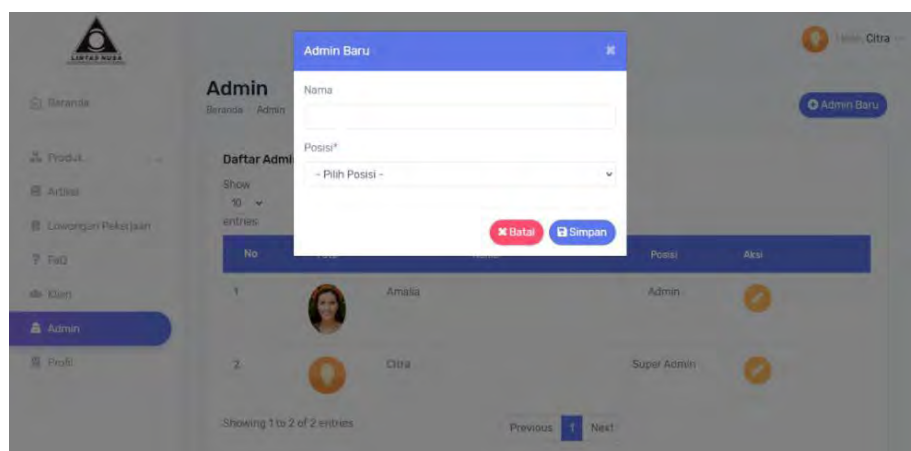 LINTAS NUSA
Citra
Admin Baru
Nama
Posisi*
- Pilih Posisi -
Batal
Simpan
Admin
Beranda Admin
Admin Baru
Beranda
Produk
Artikel
Lowongan Pekerjaan
FaQ
Klien
Admin
Profil
Daftar Admi
Show
10
entries
No
Posisi
Aksi
1
Amalia
Admin
2
Citra
Super Admin
Showing 1 to 2 of 2 entries
Previous 1 Next